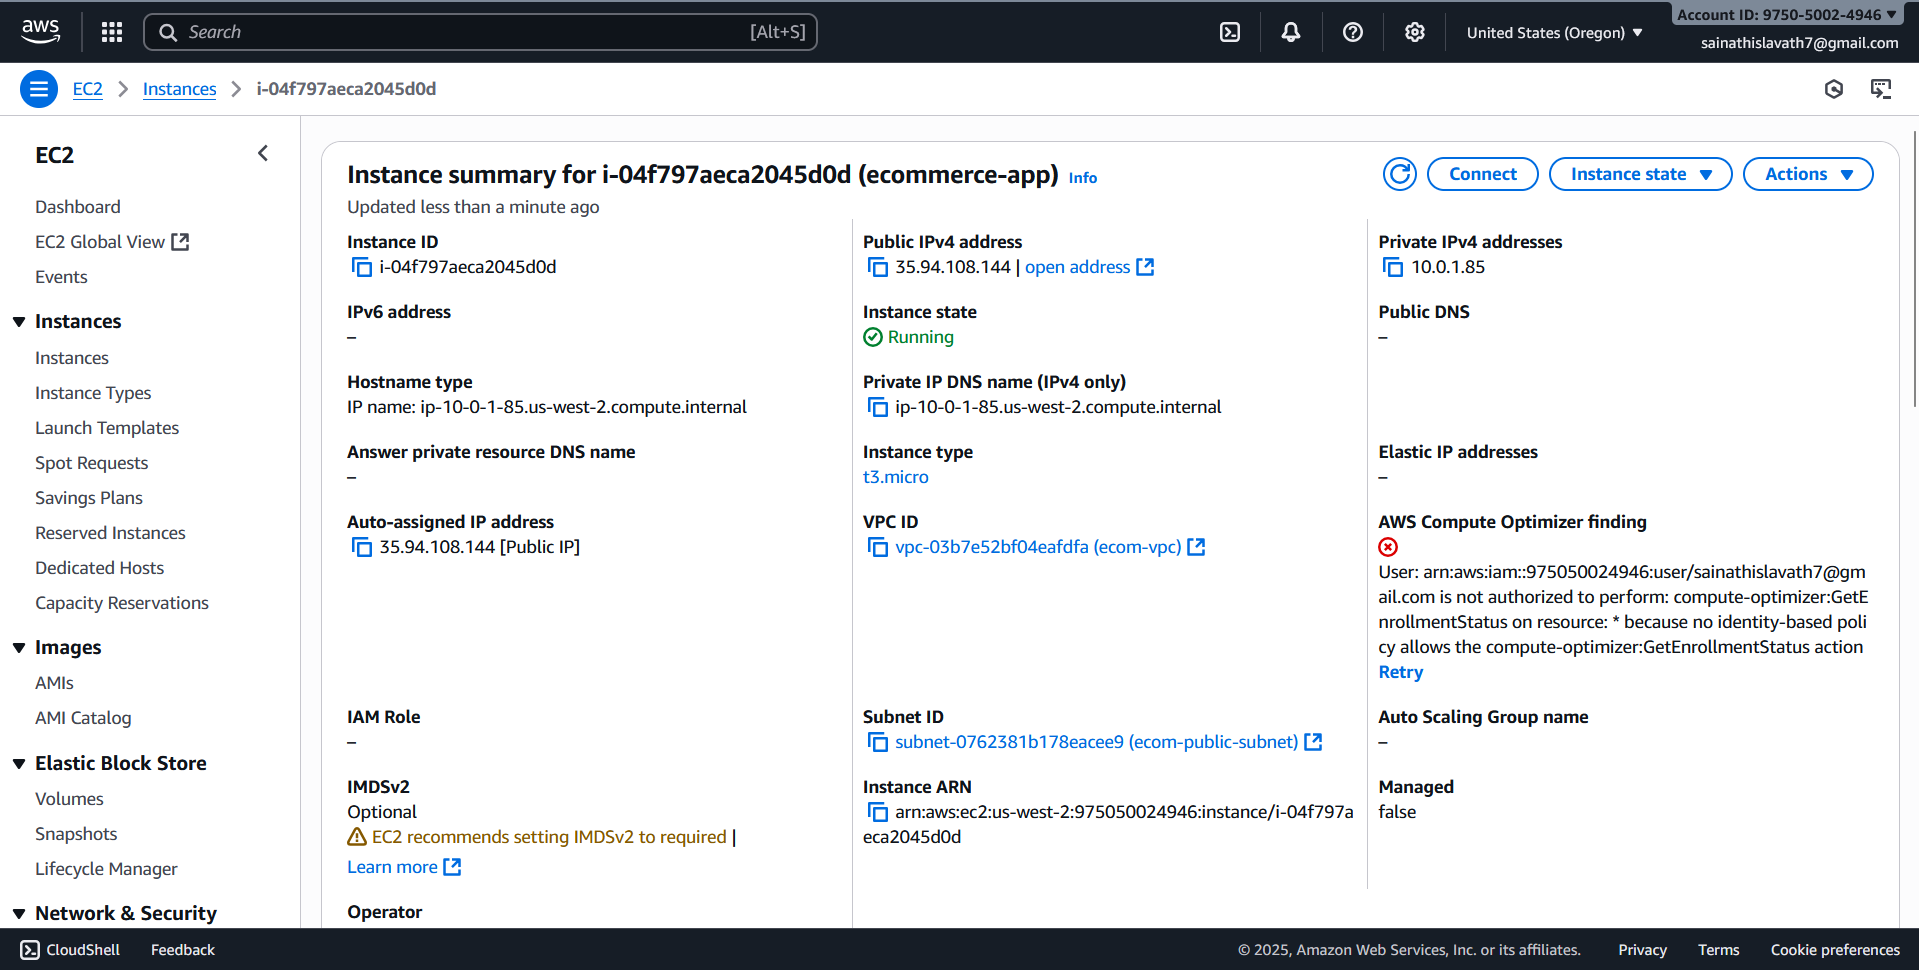 aws
Search
[Alt+S]
United States (Oregon)
Account ID: 9750-5002-4946
sainathislavath7@gmail.com
EC2
Instances
i-04f797aeca2045d0d
EC2
Dashboard
EC2 Global View
Events
Instances
Instances
Instance Types
Launch Templates
Spot Requests
Savings Plans
Reserved Instances
Dedicated Hosts
Capacity Reservations
Images
AMIs
AMI Catalog
Elastic Block Store
Volumes
Snapshots
Lifecycle Manager
Network & Security
Instance summary for i-04f797aeca2045d0d (ecommerce-app) Info
Updated less than a minute ago
Connect
Instance state
Actions
Instance ID
i-04f797aeca2045d0d
Public IPv4 address
35.94.108.144 | open address
Private IPv4 addresses
10.0.1.85
IPv6 address
–
Instance state
Running
Public DNS
–
Hostname type
IP name: ip-10-0-1-85.us-west-2.compute.internal
Private IP DNS name (IPv4 only)
ip-10-0-1-85.us-west-2.compute.internal
Answer private resource DNS name
–
Instance type
t3.micro
Elastic IP addresses
–
Auto-assigned IP address
35.94.108.144 [Public IP]
VPC ID
vpc-03b7e52bf04eafdfa (ecom-vpc)
AWS Compute Optimizer finding
User: arn:aws:iam::975050024946:user/sainathislavath7@gm
ail.com is not authorized to perform: compute-optimizer:GetE
nrollmentStatus on resource: * because no identity-based poli
cy allows the compute-optimizer:GetEnrollmentStatus action
Retry
IAM Role
–
Subnet ID
subnet-0762381b178eacee9 (ecom-public-subnet)
Auto Scaling Group name
–
IMDSv2
Optional
EC2 recommends setting IMDSv2 to required |
Learn more
Instance ARN
arn:aws:ec2:us-west-2:975050024946:instance/i-04f797a
eca2045d0d
Managed
false
Operator
CloudShell
Feedback
© 2025, Amazon Web Services, Inc. or its affiliates.
Privacy
Terms
Cookie preferences